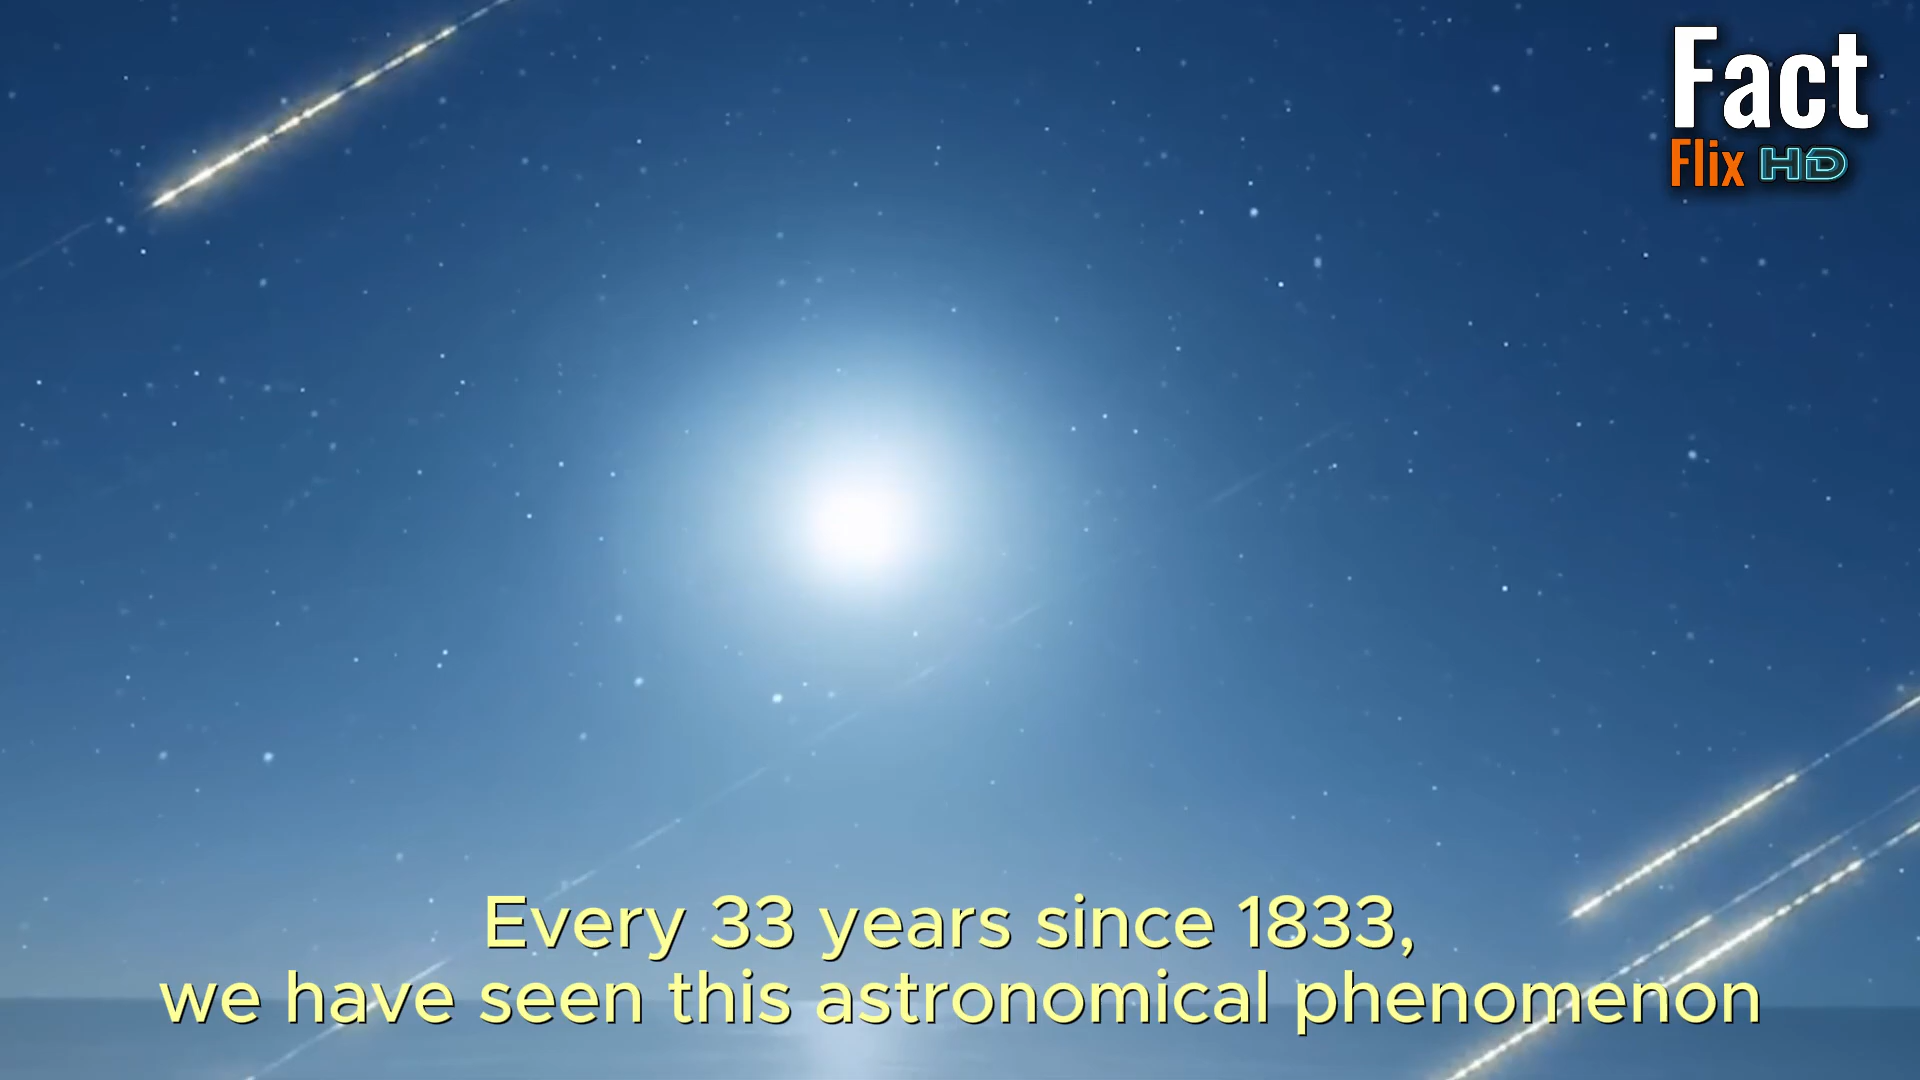 Fact
Flix HD
Every 33 years since 1833,
we have seen this astronomical phenomenon